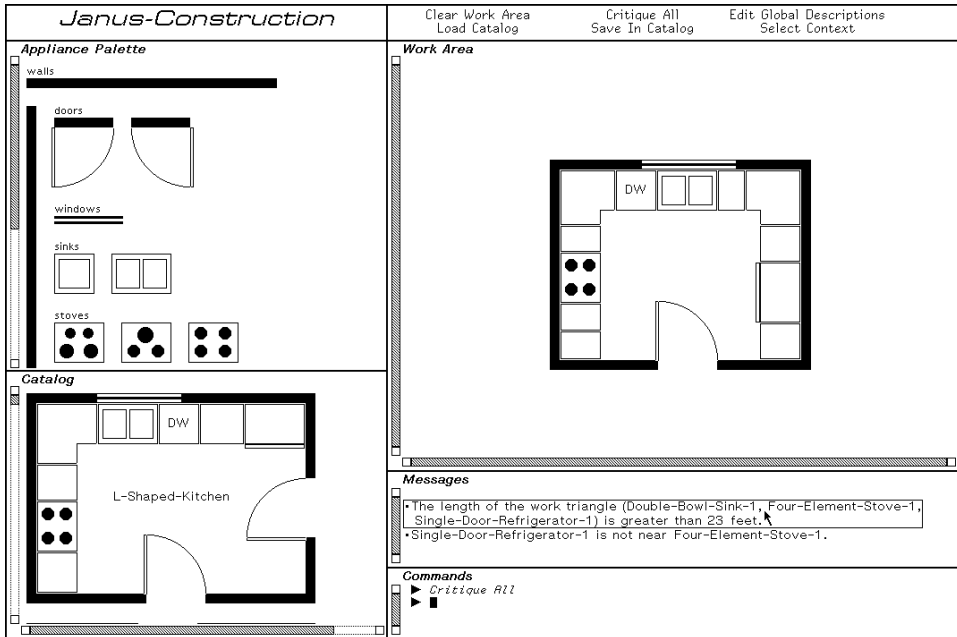 Janus-Construction
Clear Work Area
Critique All
Edit Global Descriptions
Load Catalog
Save In Catalog
Select Context
Appliance Palette
walls
doors
windows
sinks
stoves
Work Area
DW
Catalog
DW
L-Shaped-Kitchen
Messages
•The length of the work triangle (Double-Bowl-Sink-1, Four-Element-Stove-1,
Single-Door-Refrigerator-1) is greater than 23 feet.
•Single-Door-Refrigerator-1 is not near Four-Element-Stove-1.
Commands
Critique All